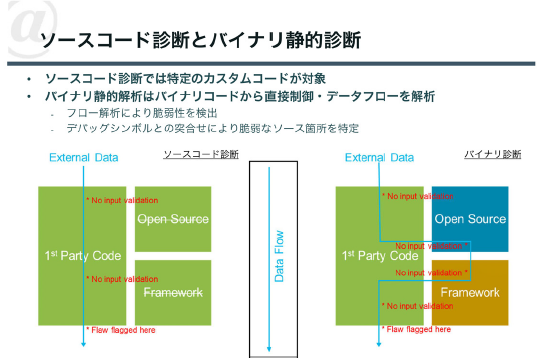 @
ソースコード診断とバイナリ静的診断
• ソースコード診断では特定のカスタムコードが対象
• バイナリ静的解析はバイナリコードから直接制御・データフローを解析
- フロー解析により脆弱性を検出
- デバッグシンボルとの突合せにより脆弱なソース箇所を特定
External Data
ソースコード診断
* No input validation
Open Source
1st Party Code
* No input validation
Framework
* Flaw flagged here
Data Flow
External Data
バイナリ診断
* No input validation
Open Source
No input validation *
1st Party Code
No input validation *
Framework
* No input validation
* Flaw flagged here